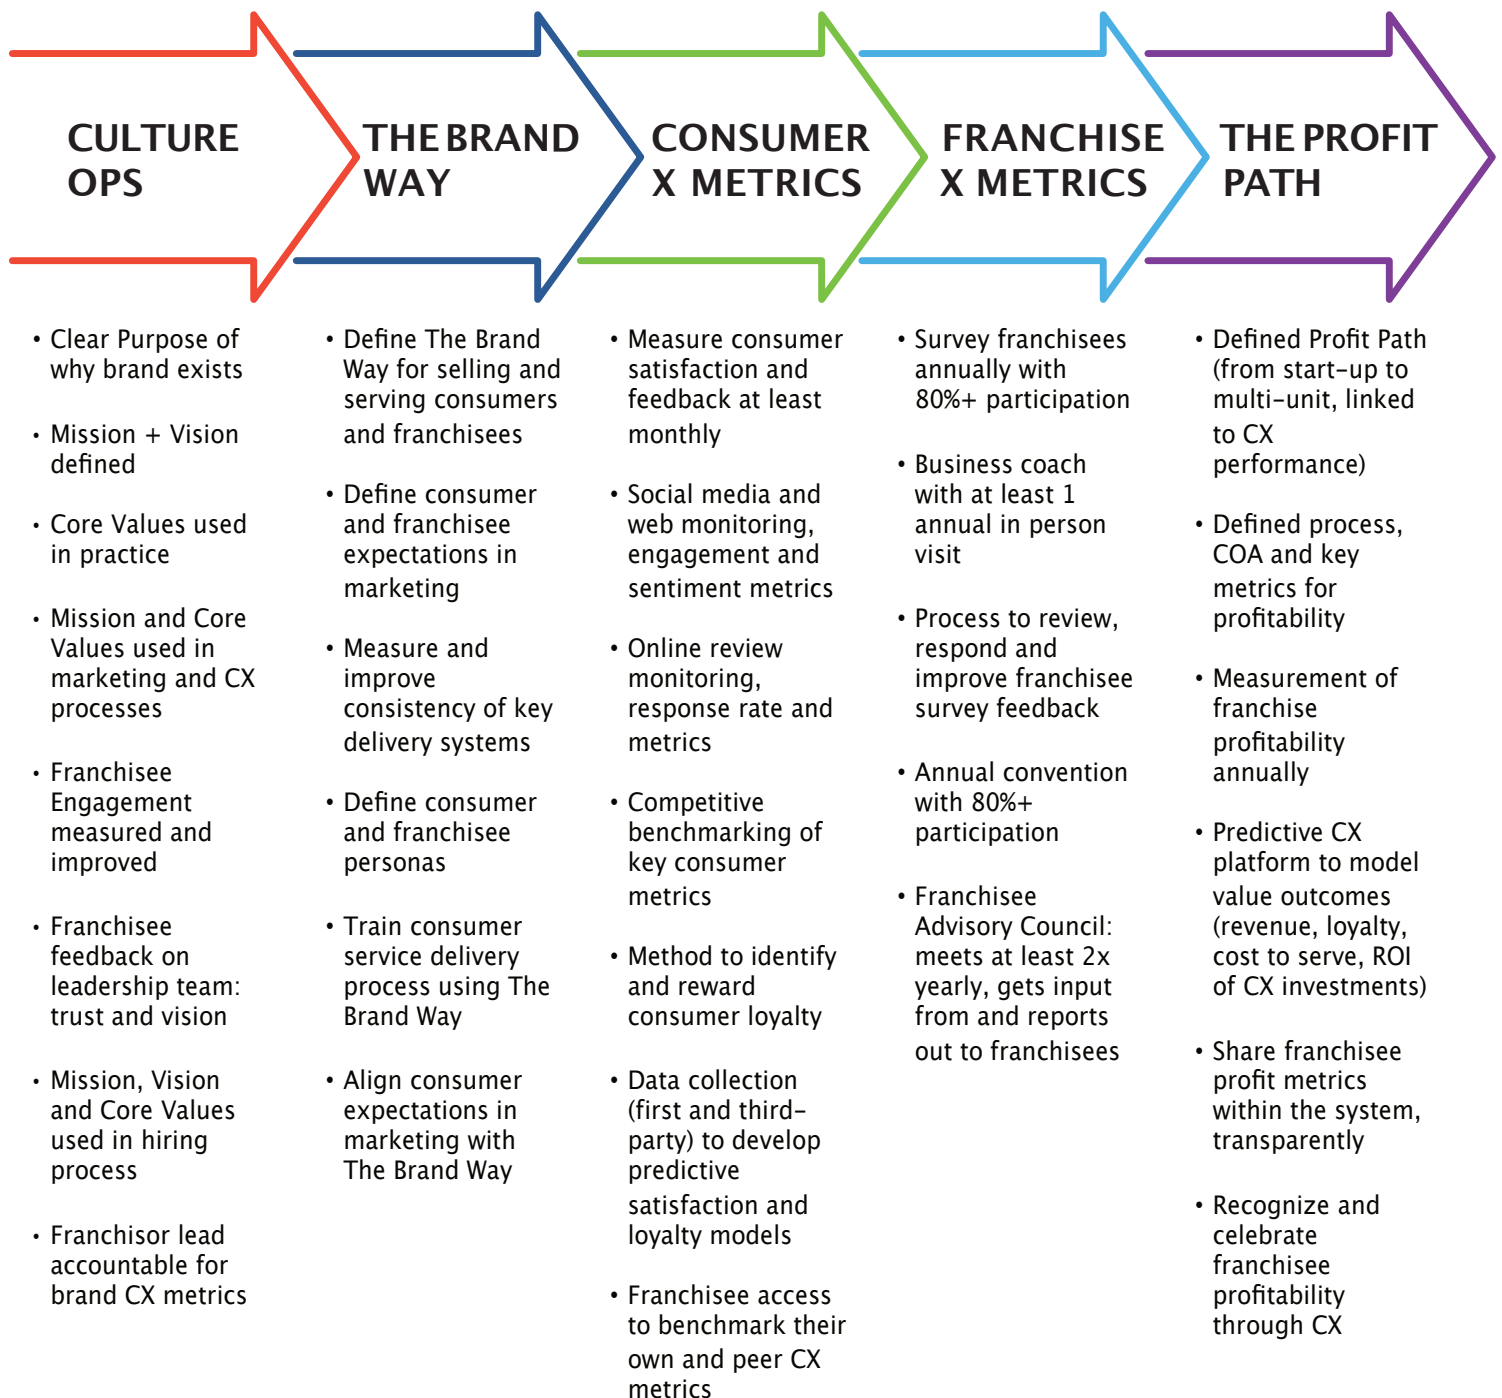 CULTURE
OPS
THE BRAND
WAY
CONSUMER
X METRICS
FRANCHISE
X METRICS
THE PROFIT
PATH
• Clear Purpose of
why brand exists
• Mission + Vision
defined
• Core Values used
in practice
• Mission and Core
Values used in
marketing and CX
processes
• Franchisee
Engagement
measured and
improved
• Franchisee
feedback on
leadership team:
trust and vision
• Mission, Vision
and Core Values
used in hiring
process
• Franchisor lead
accountable for
brand CX metrics
• Define The Brand
Way for selling and
serving consumers
and franchisees
• Define consumer
and franchisee
expectations in
marketing
• Measure and
improve
consistency of key
delivery systems
• Define consumer
and franchisee
personas
• Train consumer
service delivery
process using The
Brand Way
• Align consumer
expectations in
marketing with
The Brand Way
• Measure consumer
satisfaction and
feedback at least
monthly
• Social media and
web monitoring,
engagement and
sentiment metrics
• Online review
monitoring,
response rate and
metrics
• Competitive
benchmarking of
key consumer
metrics
• Method to identify
and reward
consumer loyalty
• Data collection
(first and third-
party) to develop
predictive
satisfaction and
loyalty models
• Franchisee access
to benchmark their
own and peer CX
metrics
• Survey franchisees
annually with
80%+ participation
• Business coach
with at least 1
annual in person
visit
• Process to review,
respond and
improve franchisee
survey feedback
• Annual convention
with 80%+
participation
• Franchisee
Advisory Council:
meets at least 2x
yearly, gets input
from and reports
out to franchisees
• Defined Profit Path
(from start-up to
multi-unit, linked
to CX
performance)
• Defined process,
COA and key
metrics for
profitability
• Measurement of
franchise
profitability
annually
• Predictive CX
platform to model
value outcomes
(revenue, loyalty,
cost to serve, ROI
of CX investments)
• Share franchisee
profit metrics
within the system,
transparently
• Recognize and
celebrate
franchisee
profitability
through CX